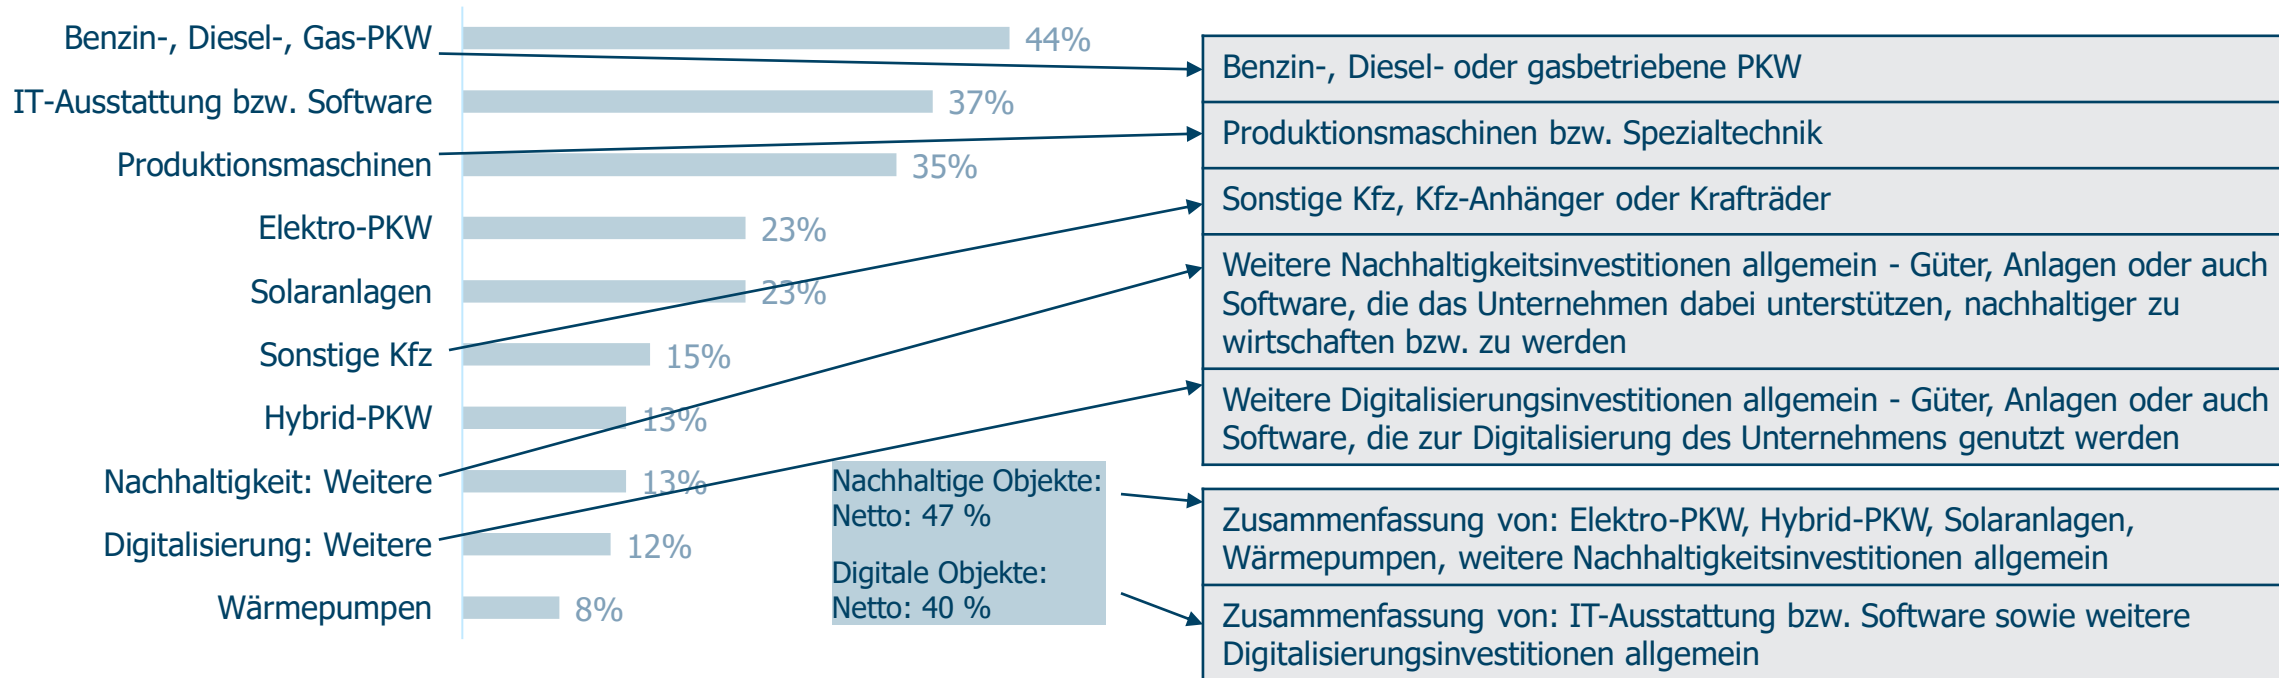 Benzin-, Diesel-, Gas-PKW 44%
IT-Ausstattung bzw. Software 37%
Produktionsmaschinen 35%
Elektro-PKW 23%
Solaranlagen 23%
Sonstige Kfz 15%
Hybrid-PKW 13%
Nachhaltigkeit: Weitere 13%
Digitalisierung: Weitere 12%
Wärmepumpen 8%
Nachhaltige Objekte:
Netto: 47 %
Digitale Objekte:
Netto: 40 %
Benzin-, Diesel- oder gasbetriebene PKW
Produktionsmaschinen bzw. Spezialtechnik
Sonstige Kfz, Kfz-Anhänger oder Krafträder
Weitere Nachhaltigkeitsinvestitionen allgemein - Güter, Anlagen oder auch
Software, die das Unternehmen dabei unterstützen, nachhaltiger zu
wirtschaften bzw. zu werden
Weitere Digitalisierungsinvestitionen allgemein - Güter, Anlagen oder auch
Software, die zur Digitalisierung des Unternehmens genutzt werden
Zusammenfassung von: Elektro-PKW, Hybrid-PKW, Solaranlagen,
Wärmepumpen, weitere Nachhaltigkeitsinvestitionen allgemein
Zusammenfassung von: IT-Ausstattung bzw. Software sowie weitere
Digitalisierungsinvestitionen allgemein